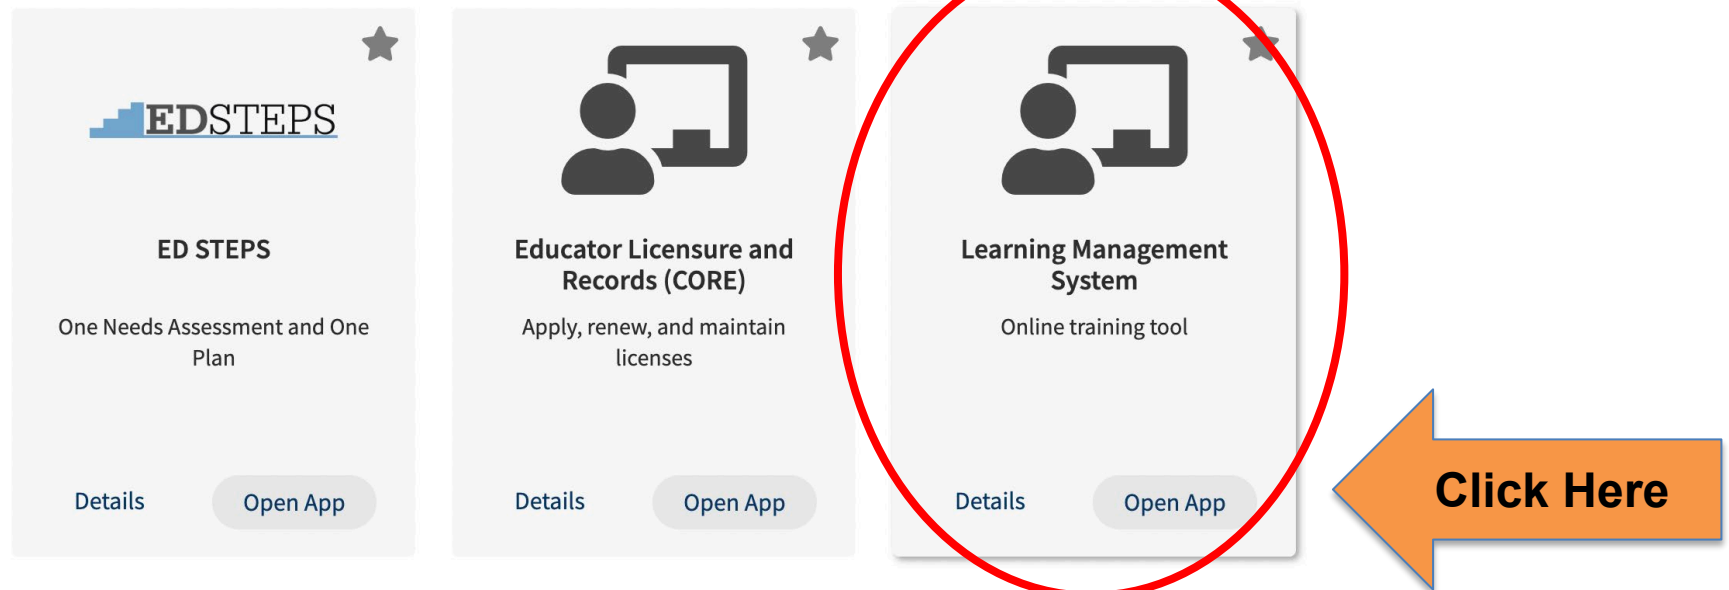 EDSTEPS
ED STEPS
One Needs Assessment and One
Plan
Details
Open App
Educator Licensure and
Records (CORE)
Apply, renew, and maintain
licenses
Details
Open App
Learning Management
System
Online training tool
Details
Open App
Click Here